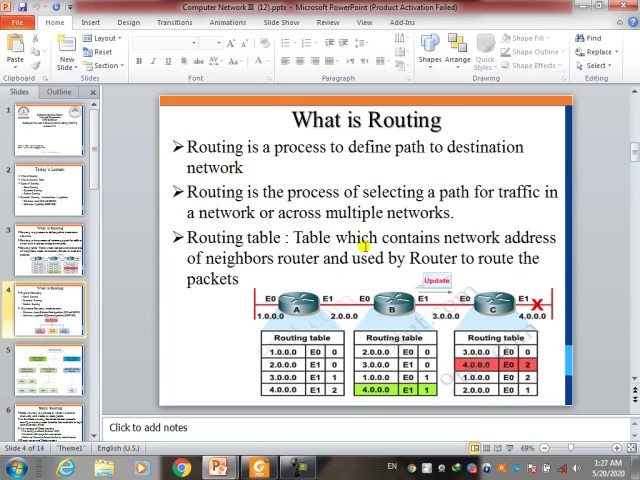 Computer Network III (12).pptx - Microsoft PowerPoint (Product Activation Failed)
File Home Insert Design Transitions Animations Slide Show Review View Add-Ins
Paste
New Slide
Layout
Reset
Section
Shapes Arrange Quick Styles
Shape Fill
Shape Outline
Shape Effects
Find
Replace
Select
Clipboard Slides Font Paragraph Drawing Editing
Slides Outline
1
2
3
4
5
6
What is Routing
Routing is a process to define path to destination
network
Routing is the process of selecting a path for traffic in
a network or across multiple networks.
Routing table : Table which contains network address
of neighbors router and used by Router to route the
packets
Update
E0 E1 E0 E1 E0 E1 X
A B C
1.0.0.0 2.0.0.0 3.0.0.0 4.0.0.0
Routing table
1.0.0.0 E0 0
2.0.0.0 E1 0
3.0.0.0 E1 1
4.0.0.0 E1 2
Routing table
2.0.0.0 E0 0
3.0.0.0 E1 0
1.0.0.0 E0 1
4.0.0.0 E1 1
Routing table
3.0.0.0 E0 0
4.0.0.0 E0 2
1.0.0.0 E0 2
2.0.0.0 E0 1
Click to add notes
Slide 4 of 14 "Theme1" English (U.S.) 69%
EN 1:27 AM
5/20/2020